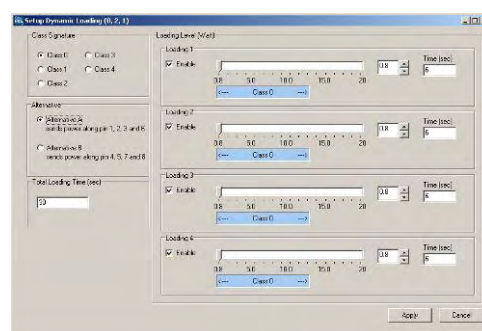 Setup Dynamic Loading (0, 2, 1)
Class Signature
Class 0
Class 3
Class 1
Class 4
Class 2
Alternative
Alternative A
sends power along pin 1, 2, 3 and 6
Alternative B
sends power along pin 4, 5, 7 and 8
Total Loading Time (sec)
30
Loading Level (Watt)
Loading 1
Enable
0.8
Time (sec)
6
0.8 5.0 10.0 15.0 20
<--- Class 0 --->
Loading 2
Enable
0.8
Time (sec)
6
0.8 5.0 10.0 15.0 20
<--- Class 0 --->
Loading 3
Enable
0.8
Time (sec)
6
0.8 5.0 10.0 15.0 20
<--- Class 0 --->
Loading 4
Enable
0.8
Time (sec)
6
0.8 5.0 10.0 15.0 20
<--- Class 0 --->
Apply
Cancel